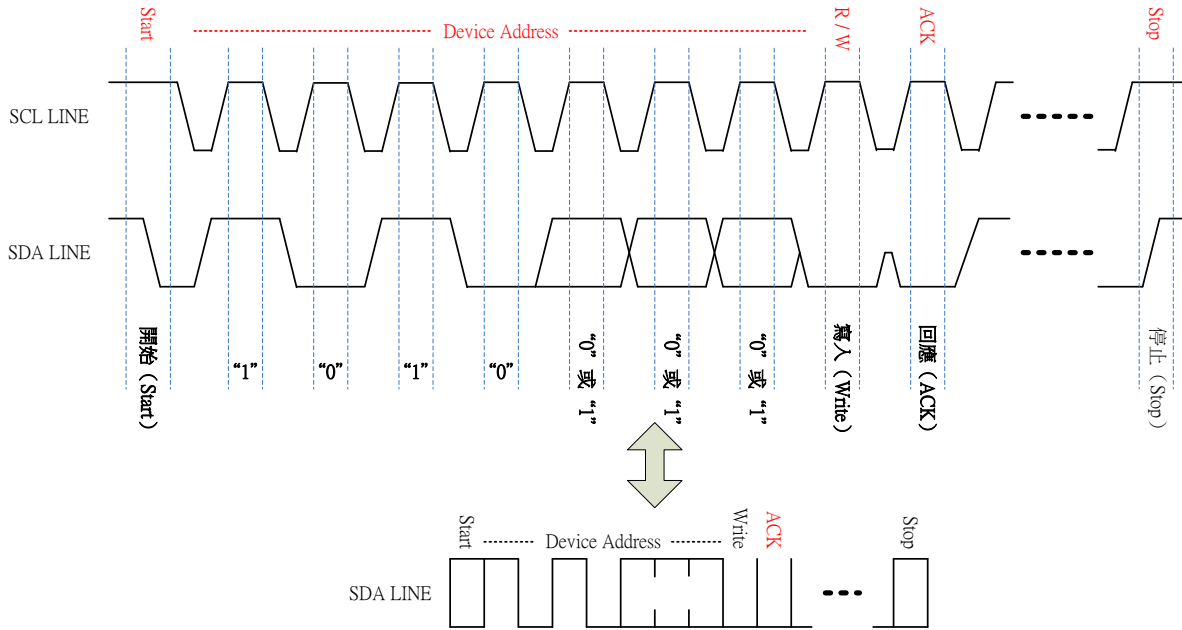 Start
Device Address
R / W
ACK
Stop
SCL LINE
SDA LINE
開始（Start）
“1”
“0”
“1”
“0”
“0” 或 “1”
“0” 或 “1”
“0” 或 “1”
寫入（Write）
回應（ACK）
停止（Stop）
Start
Device Address
Write
ACK
Stop
SDA LINE